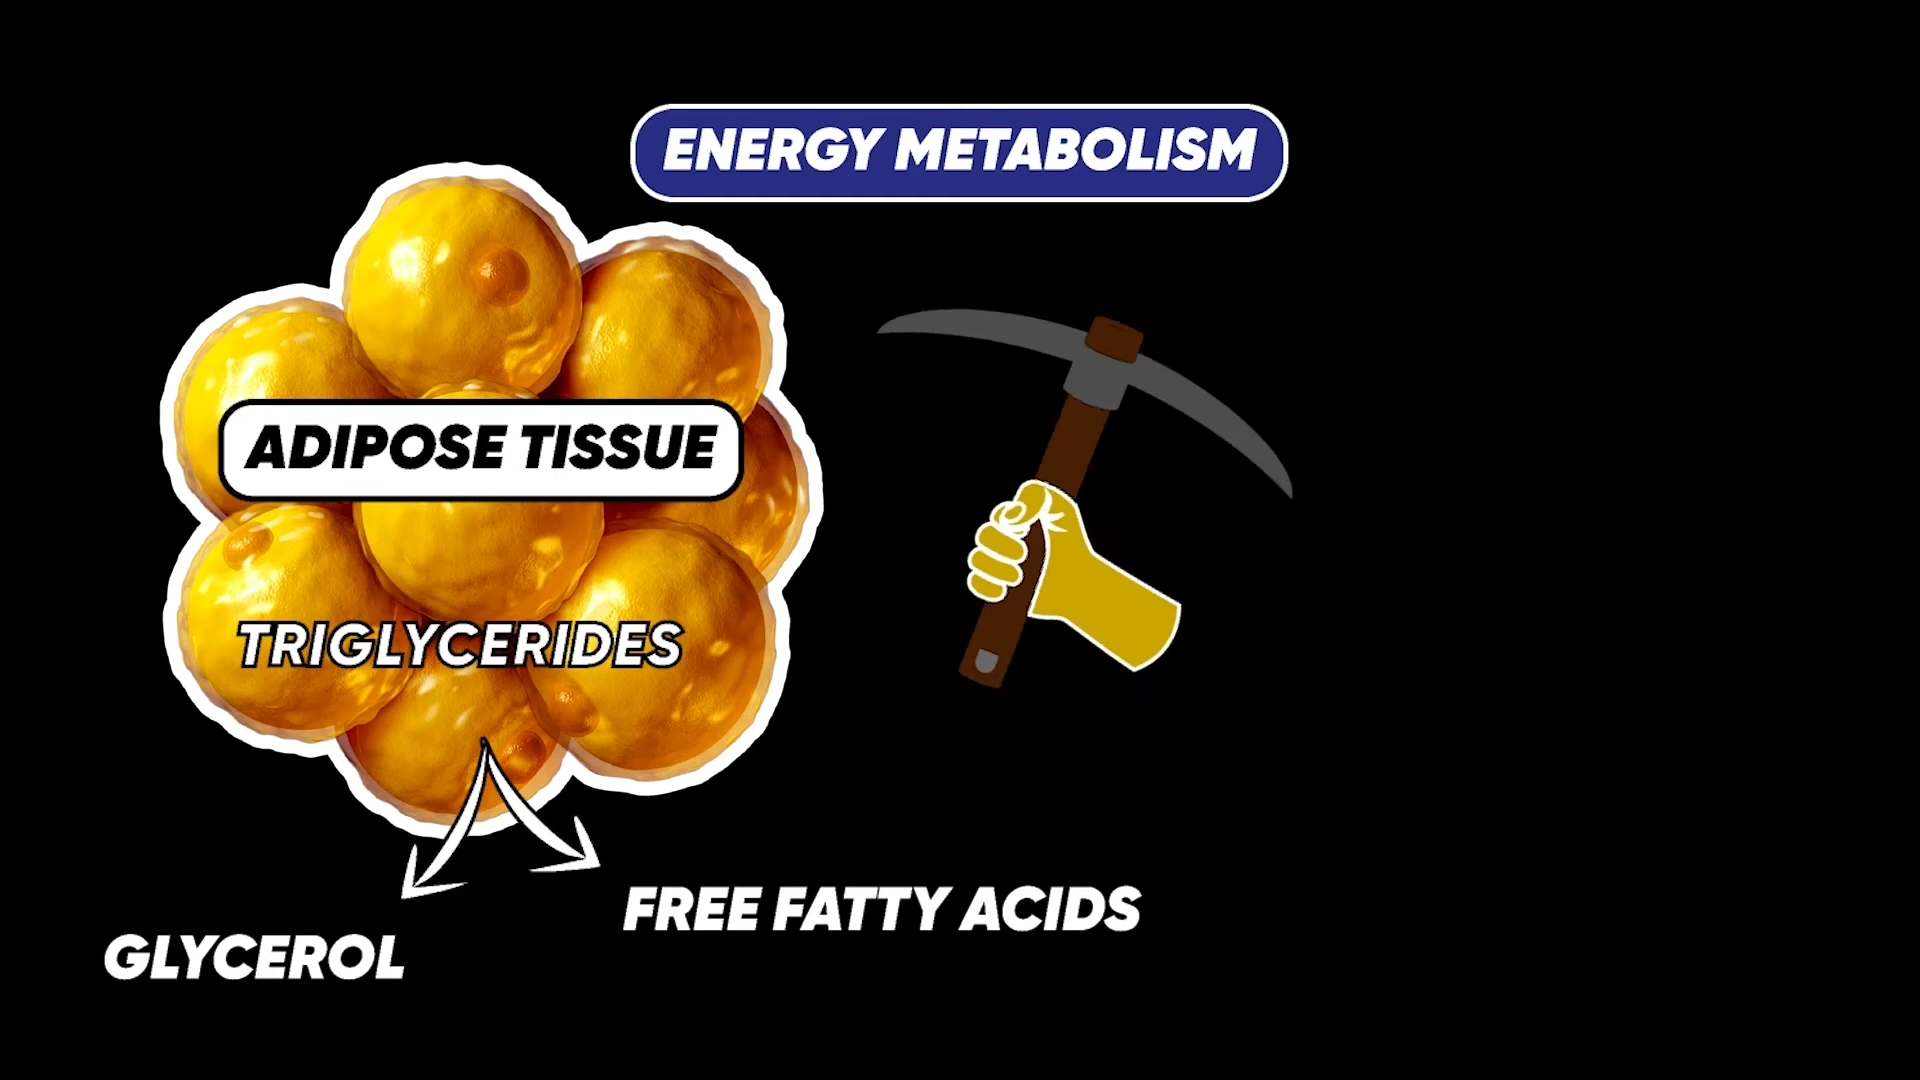 ENERGY METABOLISM
ADIPOSE TISSUE
TRIGLYCERIDES
FREE FATTY ACIDS
GLYCEROL